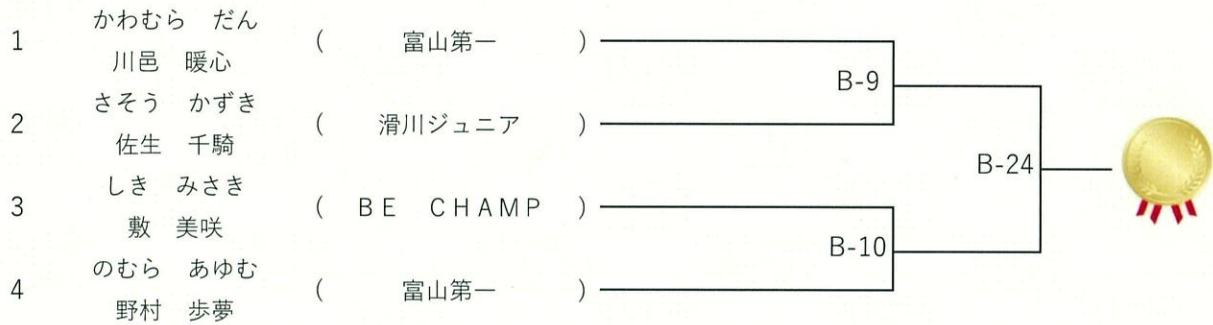 かわむら　だん
1 川邑　暖心 ( 富山第一 )
さそう　かずき
2 佐生　千騎 ( 滑川ジュニア )
しき　みさき
3 敷　美咲 ( ＢＥ　ＣＨＡＭＰ )
のむら　あゆむ
4 野村　歩夢 ( 富山第一 )
B-9
B-24
B-10